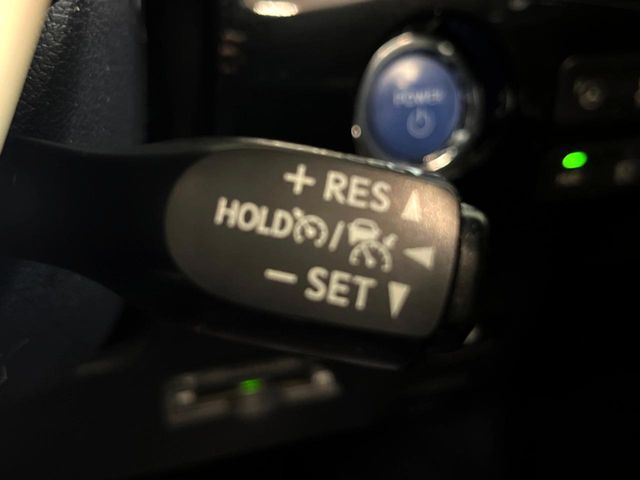 POWER
+ RES
HOLD /
- SET